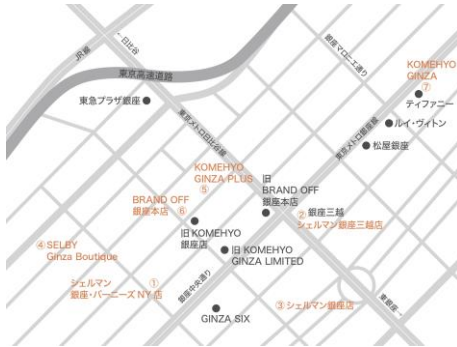 ←日比谷
JR線
東京高速道路
銀座マロニエ通り
東急プラザ銀座
KOMEHYO
GINZA
⑦
ティファニー
ルイ・ヴィトン
東京メトロ銀座線
松屋銀座
東京メトロ日比谷線
KOMEHYO
GINZA PLUS
⑤
旧
BRAND OFF
銀座本店
BRAND OFF
銀座本店 ⑥
② 銀座三越
シェルマン銀座三越店
旧 KOMEHYO
銀座店
④ SELBY
Ginza Boutique
旧 KOMEHYO
GINZA LIMITED
シェルマン ①
銀座・バーニーズ NY 店
銀座中央通り
③ シェルマン銀座店
東銀座→
GINZA SIX